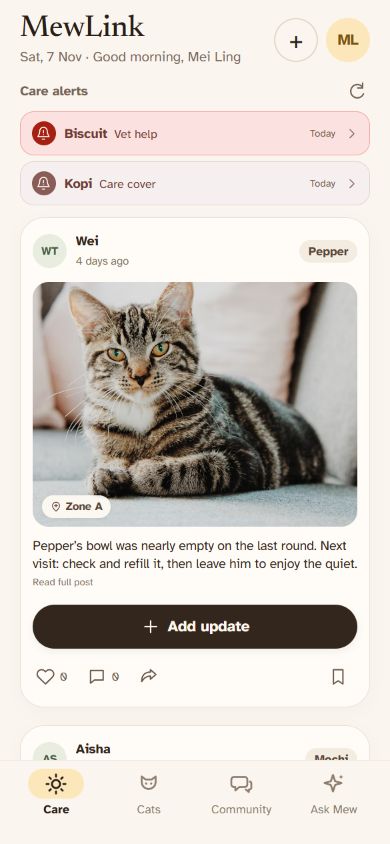 MewLink
Sat, 7 Nov · Good morning, Mei Ling
+
ML
Care alerts
Biscuit Vet help Today
Kopi Care cover Today
WT
Wei
4 days ago
Pepper
Zone A
Pepper's bowl was nearly empty on the last round. Next
visit: check and refill it, then leave him to enjoy the quiet.
Read full post
+ Add update
0 0
Aisha
AS
Mochi
Care Cats Community Ask Mew